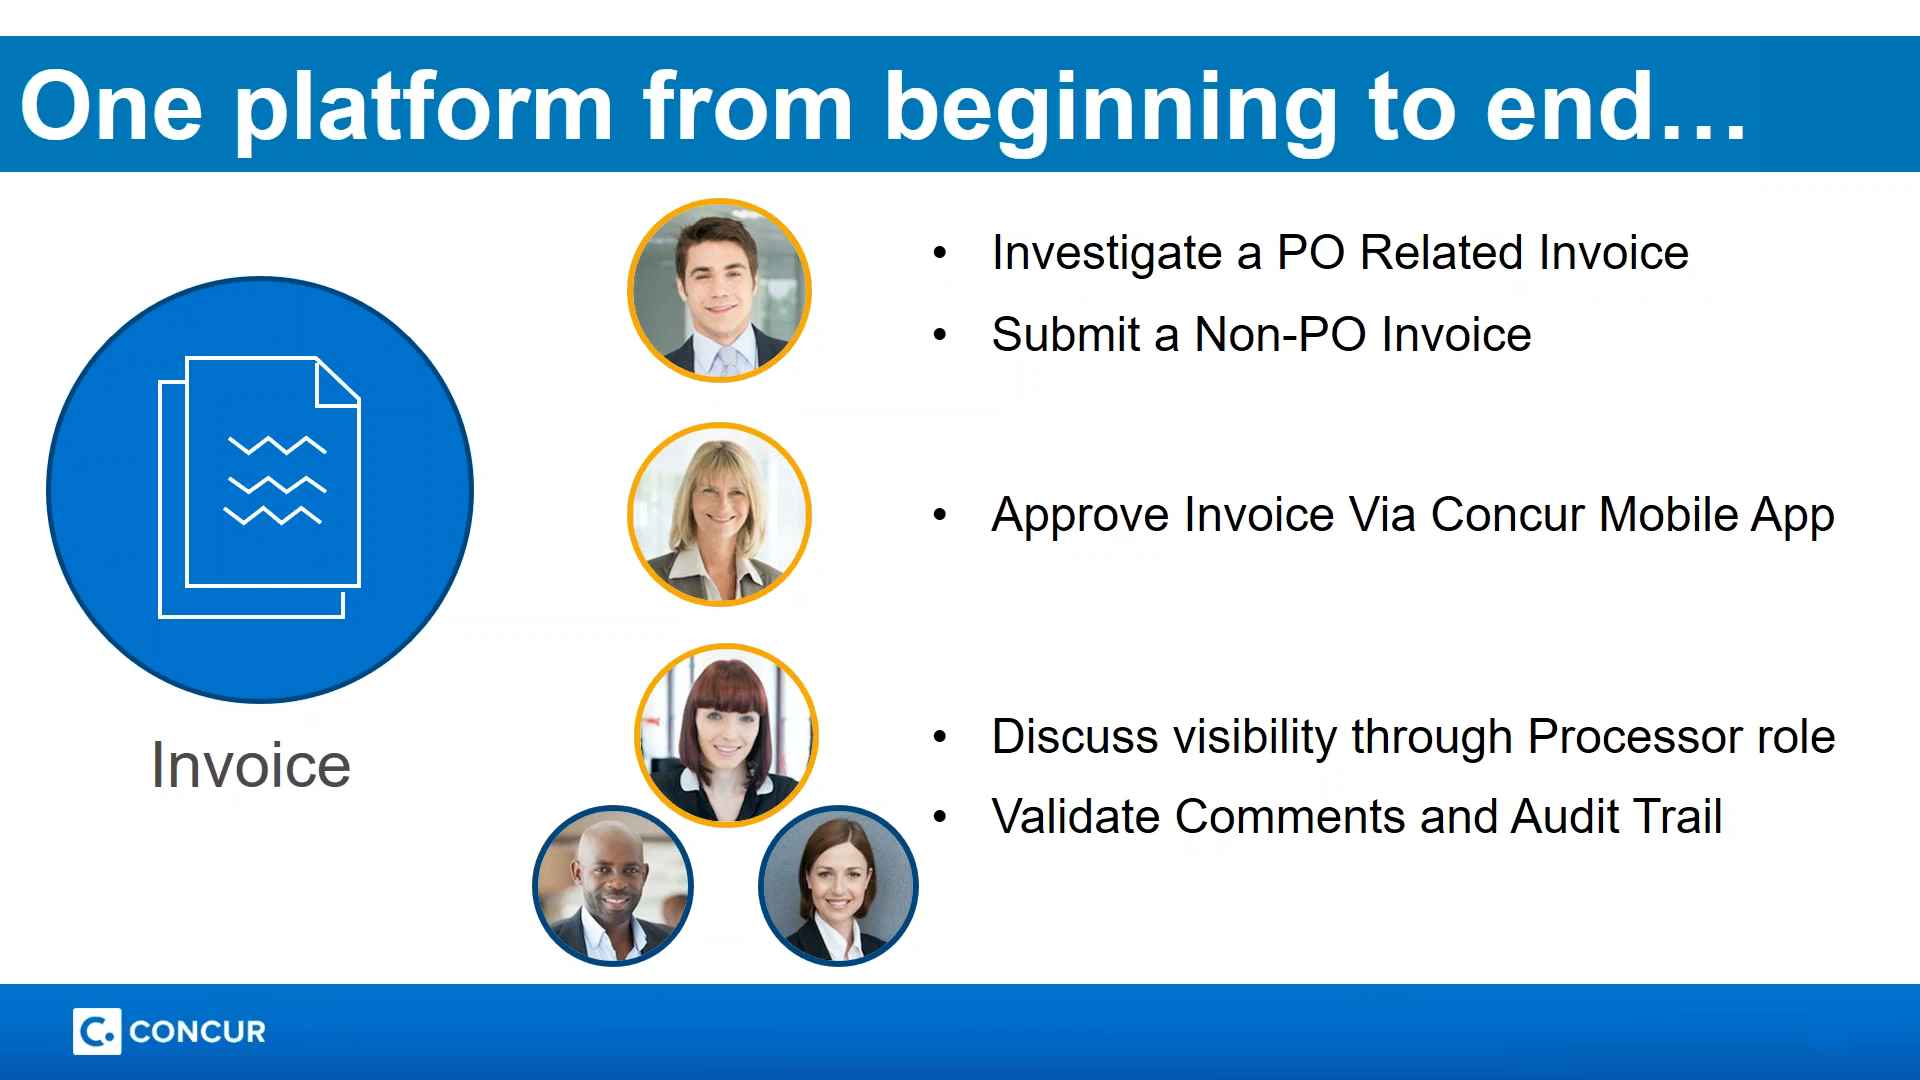 One platform from beginning to end…
• Investigate a PO Related Invoice
• Submit a Non-PO Invoice
• Approve Invoice Via Concur Mobile App
Invoice
• Discuss visibility through Processor role
• Validate Comments and Audit Trail
C. CONCUR